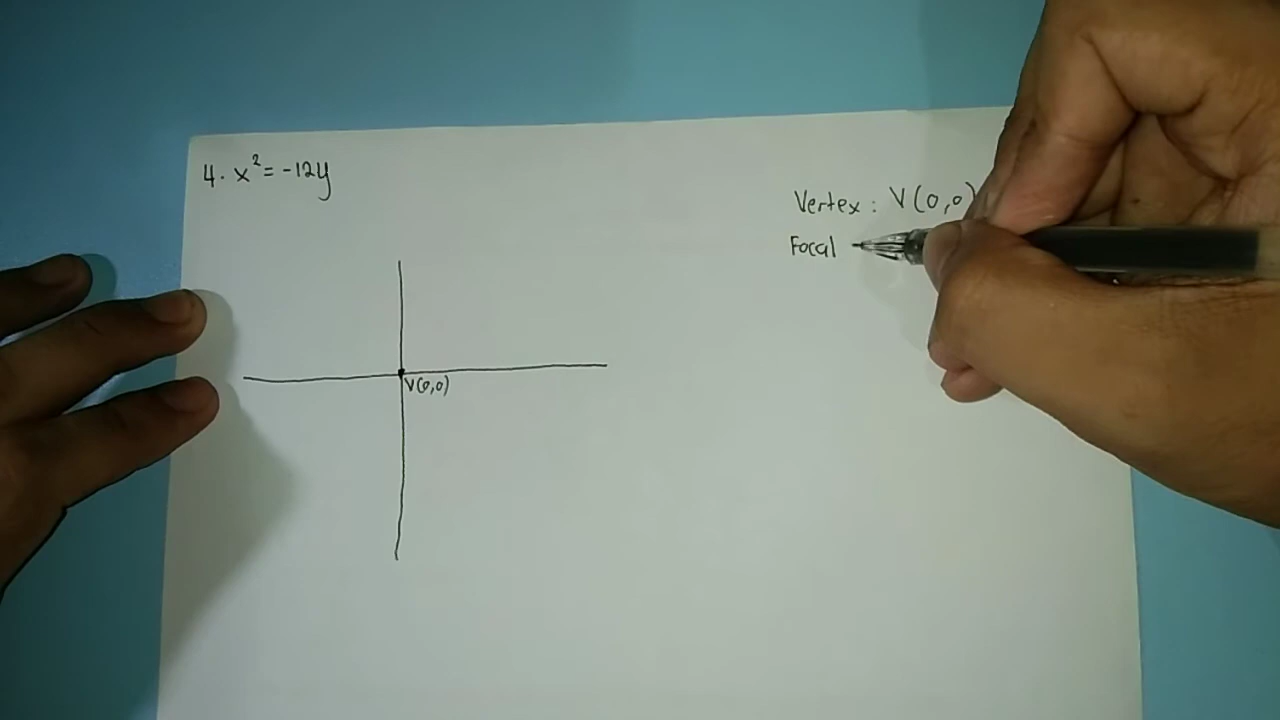 4. x² = -12y
Vertex: V(0,0)
Focal
V(0,0)